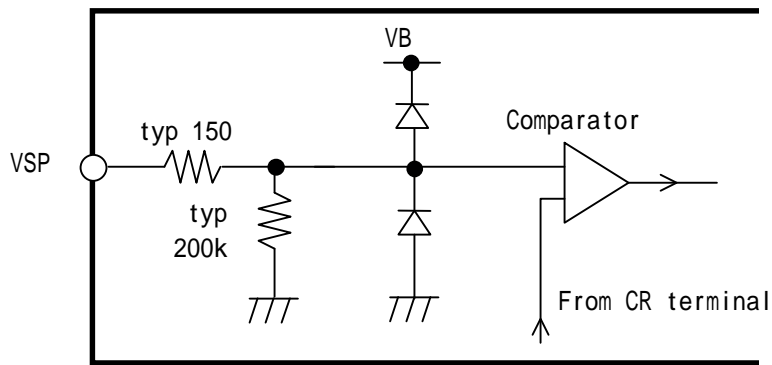 VB
typ 150
Comparator
VSP
typ
200k
From CR terminal